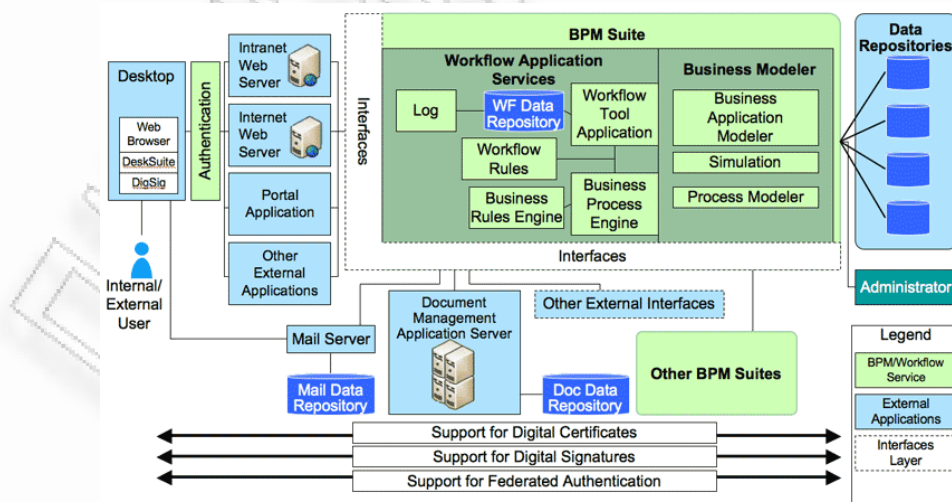 BPM Suite
Data
Repositories
Desktop
Web
Browser
DeskSuite
DigSig
Authentication
Intranet
Web
Server
Internet
Web
Server
Portal
Application
Other
External
Applications
Interfaces
Workflow Application
Services
Log
WF Data
Repository
Workflow
Tool
Application
Workflow
Rules
Business
Rules Engine
Business
Process
Engine
Business Modeler
Business
Application
Modeler
Simulation
Process Modeler
Interfaces
Internal/
External
User
Administrator
Mail Server
Mail Data
Repository
Document
Management
Application Server
Doc Data
Repository
Other External Interfaces
Other BPM Suites
Legend
BPM/Workflow
Service
External
Applications
Interfaces
Layer
Support for Digital Certificates
Support for Digital Signatures
Support for Federated Authentication